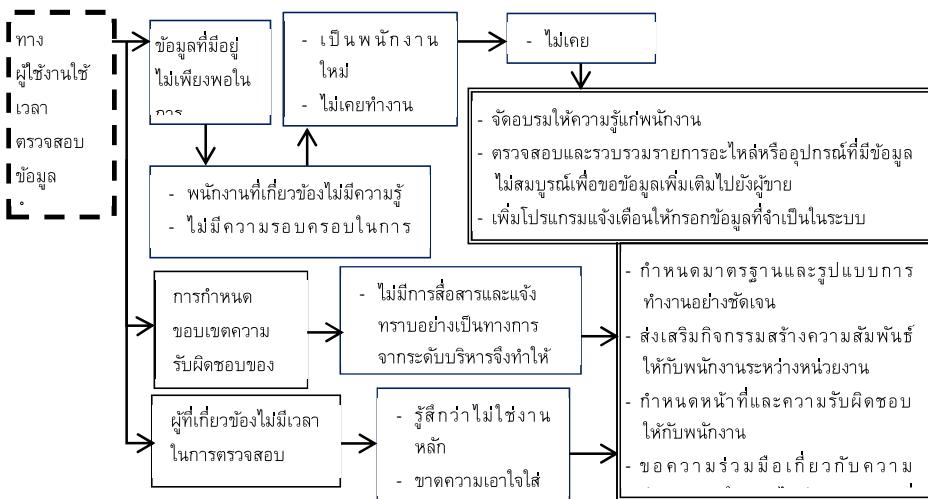 ทาง
ผู้ใช้งานใช้
เวลา
ตรวจสอบ
ข้อมูล
ข้อมูลที่มีอยู่
ไม่เพียงพอใน
การ
- เป็นพนักงาน
ใหม่
- ไม่เคยทำงาน
- ไม่เคย
- จัดอบรมให้ความรู้แก่พนักงาน
- ตรวจสอบและรวบรวมรายการอะไหล่หรืออุปกรณ์ที่มีข้อมูล
ไม่สมบูรณ์เพื่อขอข้อมูลเพิ่มเติมไปยังผู้ขาย
- เพิ่มโปรแกรมแจ้งเตือนให้กรอกข้อมูลที่จำเป็นในระบบ
- พนักงานที่เกี่ยวข้องไม่มีความรู้
- ไม่มีความรอบครอบในการ
การกำหนด
ขอบเขตความ
รับผิดชอบของ
- ไม่มีการสื่อสารและแจ้ง
ทราบอย่างเป็นทางการ
จากระดับบริหารจึงทำให้
- กำหนดมาตรฐานและรูปแบบการ
ทำงานอย่างชัดเจน
- ส่งเสริมกิจกรรมสร้างความสัมพันธ์
ให้กับพนักงานระหว่างหน่วยงาน
- กำหนดหน้าที่และความรับผิดชอบ
ให้กับพนักงาน
- ขอความร่วมมือเกี่ยวกับความ
ผู้ที่เกี่ยวข้องไม่มีเวลา
ในการตรวจสอบ
- รู้สึกว่าไม่ใช่งาน
หลัก
- ขาดความเอาใจใส่